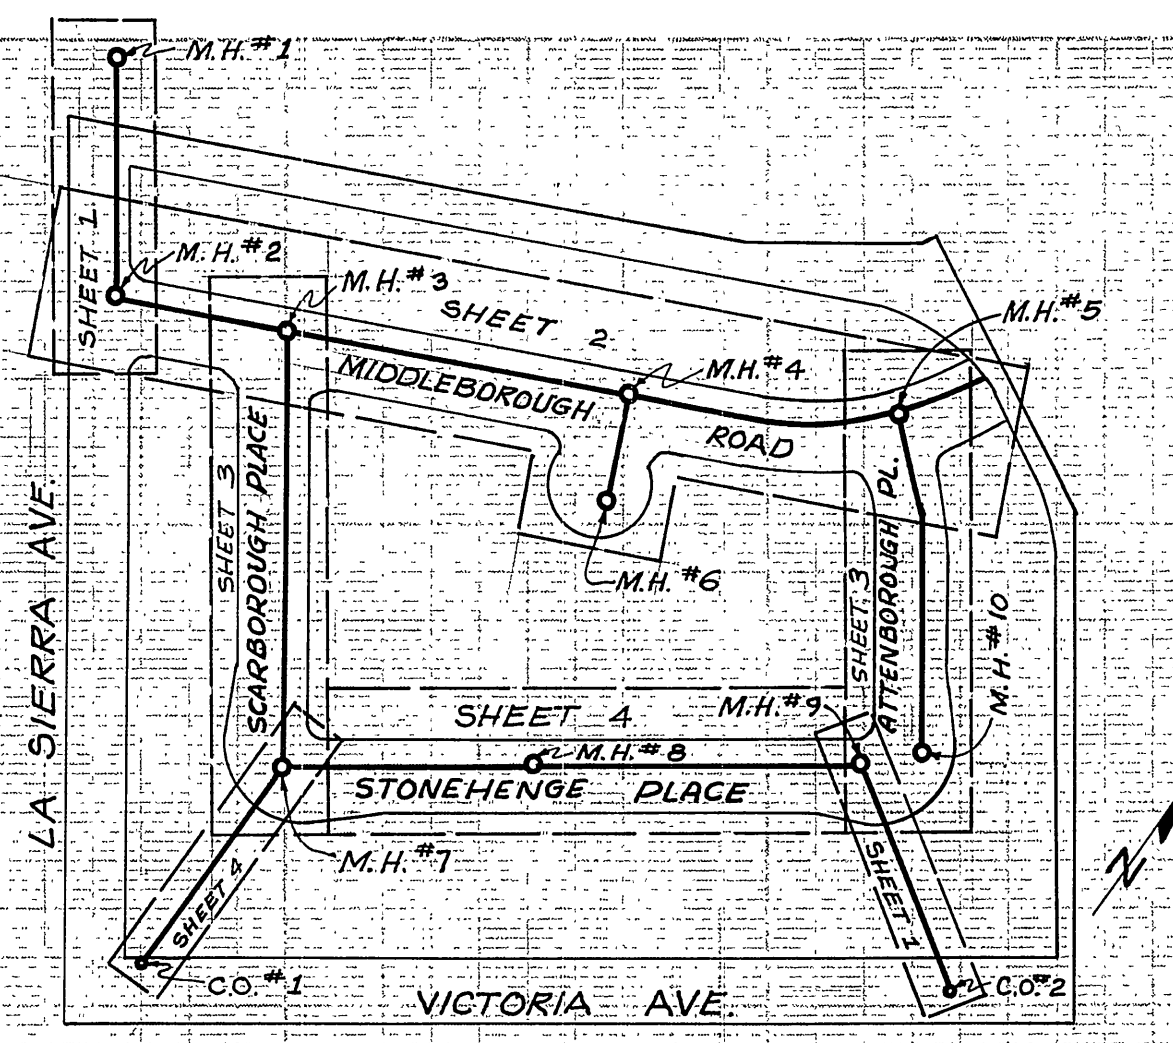 M.H. #1
SHEET 1
M.H. #2
M.H. #3
SHEET 2
M.H. #5
MIDDLEBOROUGH
M.H. #4
ROAD
SHEET 3
SCARBOROUGH PLACE
LA SIERRA AVE.
M.H. #6
SHEET 3
ATTENBOROUGH PL.
M.H. #10
SHEET 4
M.H. #9
M.H. #8
STONEHENGE PLACE
M.H. #7
SHEET 4
SHEET 1
N
C.O. #1
VICTORIA AVE.
C.O. #2